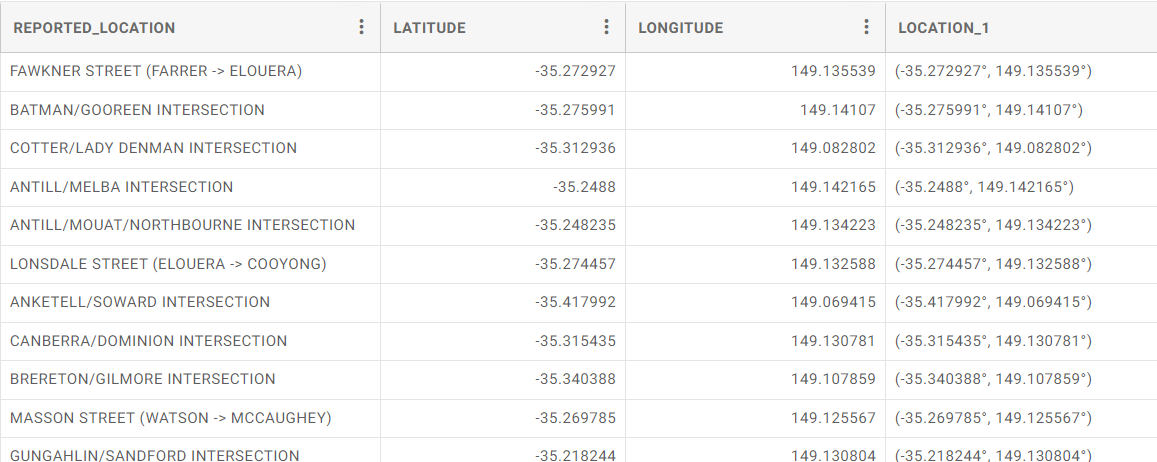 REPORTED_LOCATION LATITUDE LONGITUDE LOCATION_1
FAWKNER STREET (FARRER -> ELOUERA) -35.272927 149.135539 (-35.272927°, 149.135539°)
BATMAN/GOOREEN INTERSECTION -35.275991 149.14107 (-35.275991°, 149.14107°)
COTTER/LADY DENMAN INTERSECTION -35.312936 149.082802 (-35.312936°, 149.082802°)
ANTILL/MELBA INTERSECTION -35.2488 149.142165 (-35.2488°, 149.142165°)
ANTILL/MOUAT/NORTHBOURNE INTERSECTION -35.248235 149.134223 (-35.248235°, 149.134223°)
LONSDALE STREET (ELOUERA -> COOYONG) -35.274457 149.132588 (-35.274457°, 149.132588°)
ANKETELL/SOWARD INTERSECTION -35.417992 149.069415 (-35.417992°, 149.069415°)
CANBERRA/DOMINION INTERSECTION -35.315435 149.130781 (-35.315435°, 149.130781°)
BRERETON/GILMORE INTERSECTION -35.340388 149.107859 (-35.340388°, 149.107859°)
MASSON STREET (WATSON -> MCCAUGHEY) -35.269785 149.125567 (-35.269785°, 149.125567°)
GUNGAHLIN/SANDFORD INTERSECTION -35.218244 149.130804 (-35.218244°, 149.130804°)